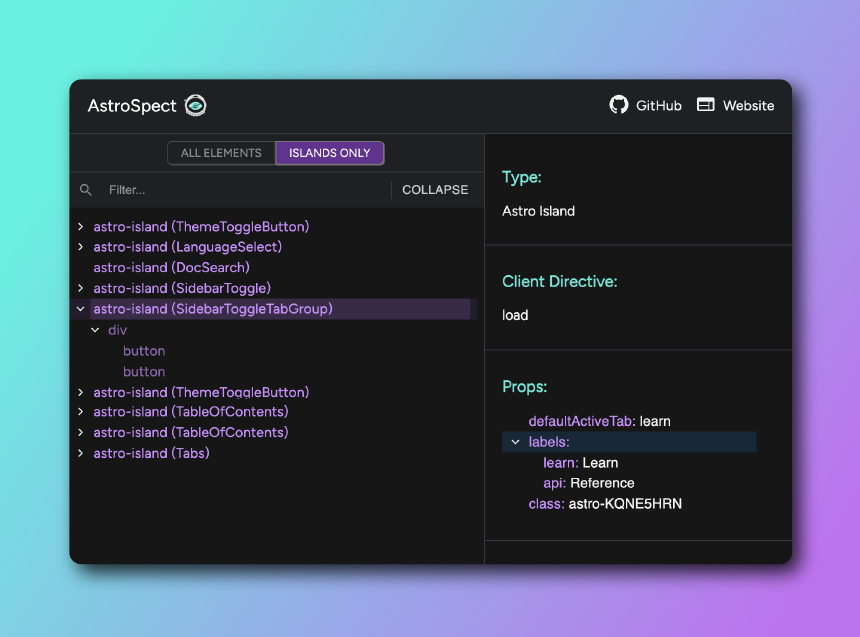 AstroSpect
GitHub
Website
ALL ELEMENTS
ISLANDS ONLY
Filter...
COLLAPSE
astro-island (ThemeToggleButton)
astro-island (LanguageSelect)
astro-island (DocSearch)
astro-island (SidebarToggle)
astro-island (SidebarToggleTabGroup)
div
button
button
astro-island (ThemeToggleButton)
astro-island (TableOfContents)
astro-island (TableOfContents)
astro-island (Tabs)
Type:
Astro Island
Client Directive:
load
Props:
defaultActiveTab: learn
labels:
learn: Learn
api: Reference
class: astro-KQNE5HRN